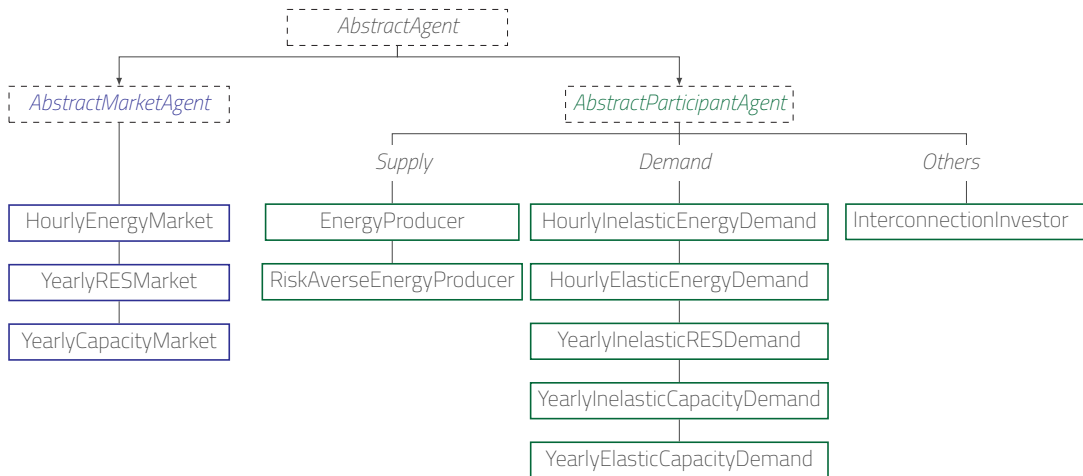 AbstractAgent
AbstractMarketAgent
AbstractParticipantAgent
Supply
Demand
Others
HourlyEnergyMarket
EnergyProducer
HourlyInelasticEnergyDemand
InterconnectionInvestor
YearlyRESMarket
RiskAverseEnergyProducer
HourlyElasticEnergyDemand
YearlyCapacityMarket
YearlyInelasticRESDemand
YearlyInelasticCapacityDemand
YearlyElasticCapacityDemand